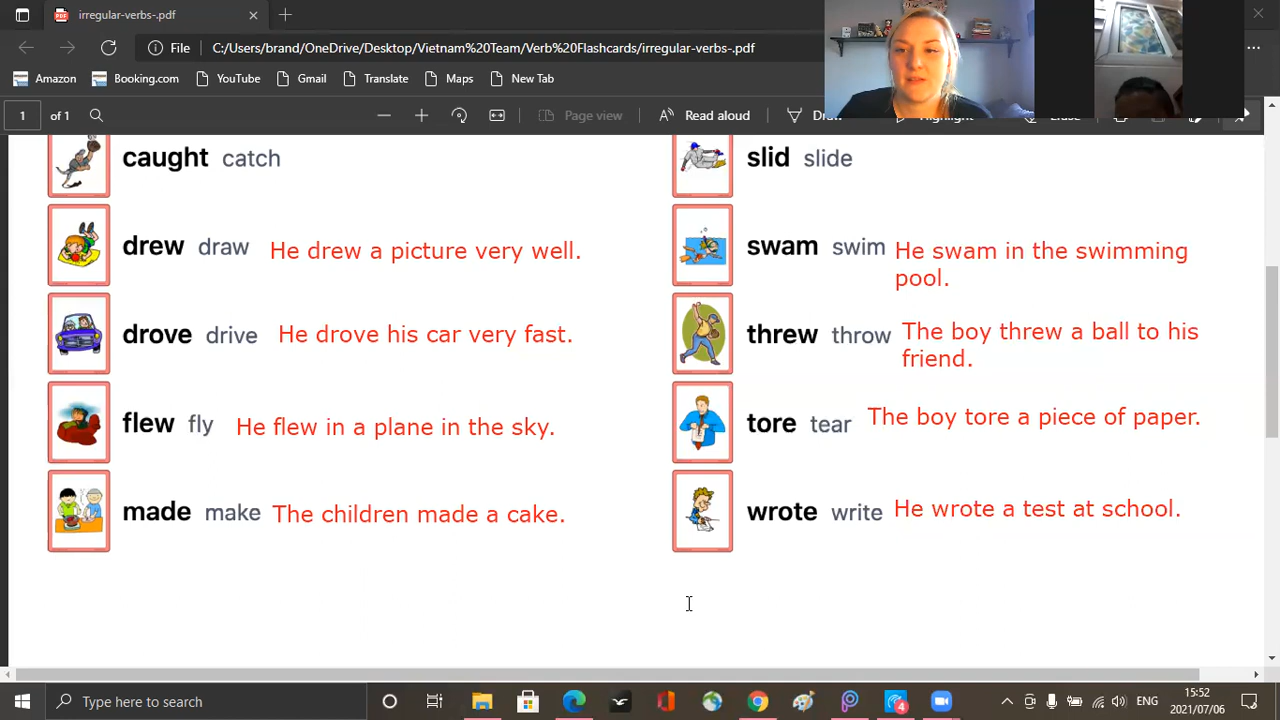 irregular-verbs-.pdf
File C:/Users/brand/OneDrive/Desktop/Vietnam%20Team/Verb%20Flashcards/irregular-verbs-.pdf
Amazon Booking.com YouTube Gmail Translate Maps New Tab
1 of 1 Page view Read aloud Draw Highlight Erase
caught catch
drew draw He drew a picture very well.
drove drive He drove his car very fast.
flew fly He flew in a plane in the sky.
made make The children made a cake.
slid slide
swam swim He swam in the swimming
pool.
threw throw The boy threw a ball to his
friend.
tore tear The boy tore a piece of paper.
wrote write He wrote a test at school.
Type here to search
4
ENG
15:52
2021/07/06